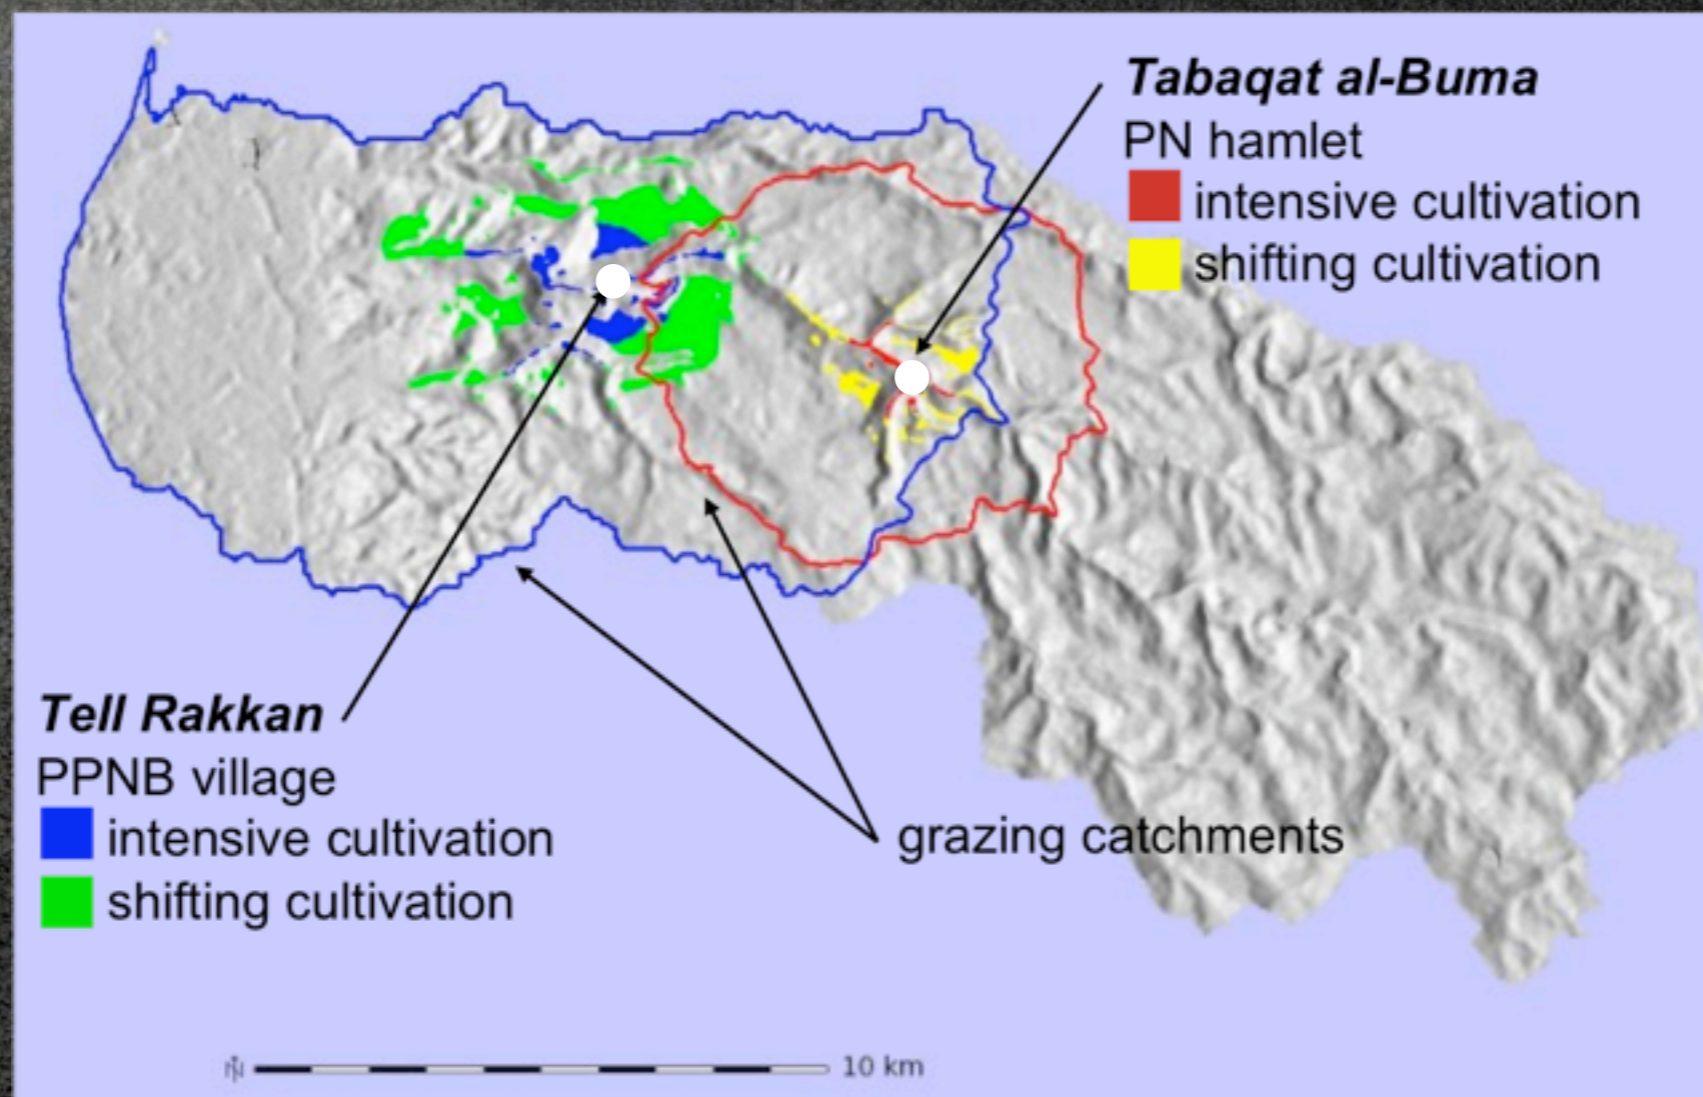 Tabaqat al-Buma
PN hamlet
intensive cultivation
shifting cultivation
Tell Rakkan
PPNB village
intensive cultivation
shifting cultivation
grazing catchments
10 km